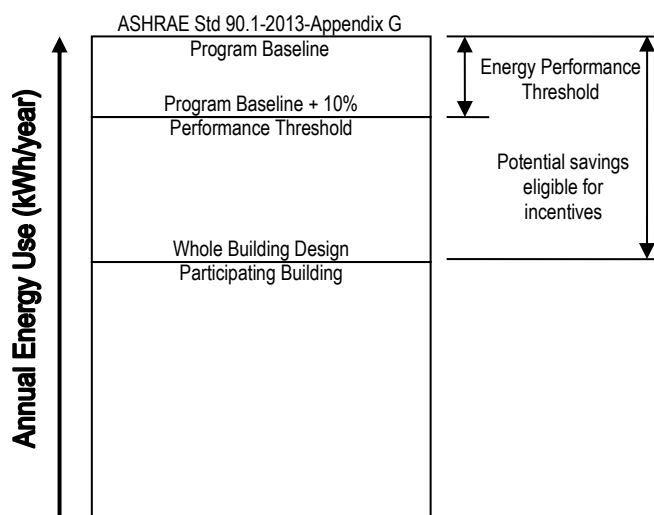 ASHRAE Std 90.1-2013-Appendix G
Program Baseline
Program Baseline + 10%
Performance Threshold
Whole Building Design
Participating Building
Energy Performance
Threshold
Potential savings
eligible for
incentives
Annual Energy Use (kWh/year)